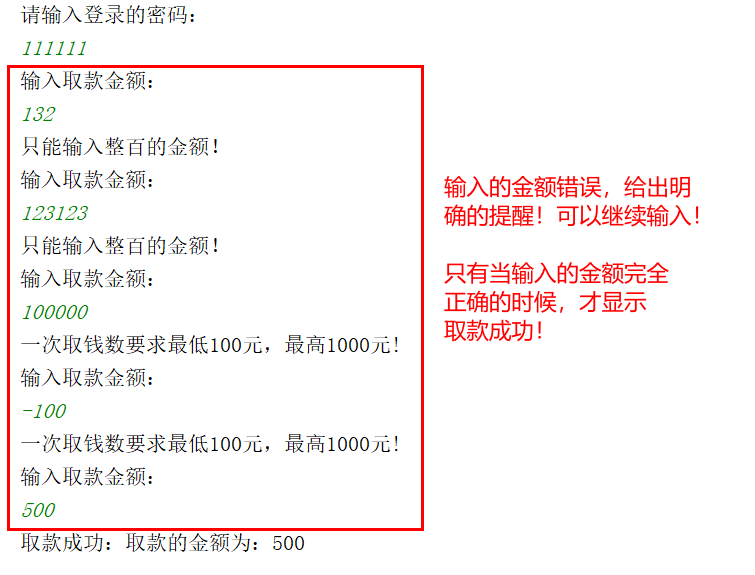 请输入登录的密码：
111111
输入取款金额：
132
只能输入整百的金额！
输入取款金额：
123123
只能输入整百的金额！
输入取款金额：
100000
一次取钱数要求最低100元，最高1000元！
输入取款金额：
-100
一次取钱数要求最低100元，最高1000元！
输入取款金额：
500
取款成功：取款的金额为：500
输入的金额错误，给出明
确的提醒！可以继续输入！
只有当输入的金额完全
正确的时候，才显示
取款成功！